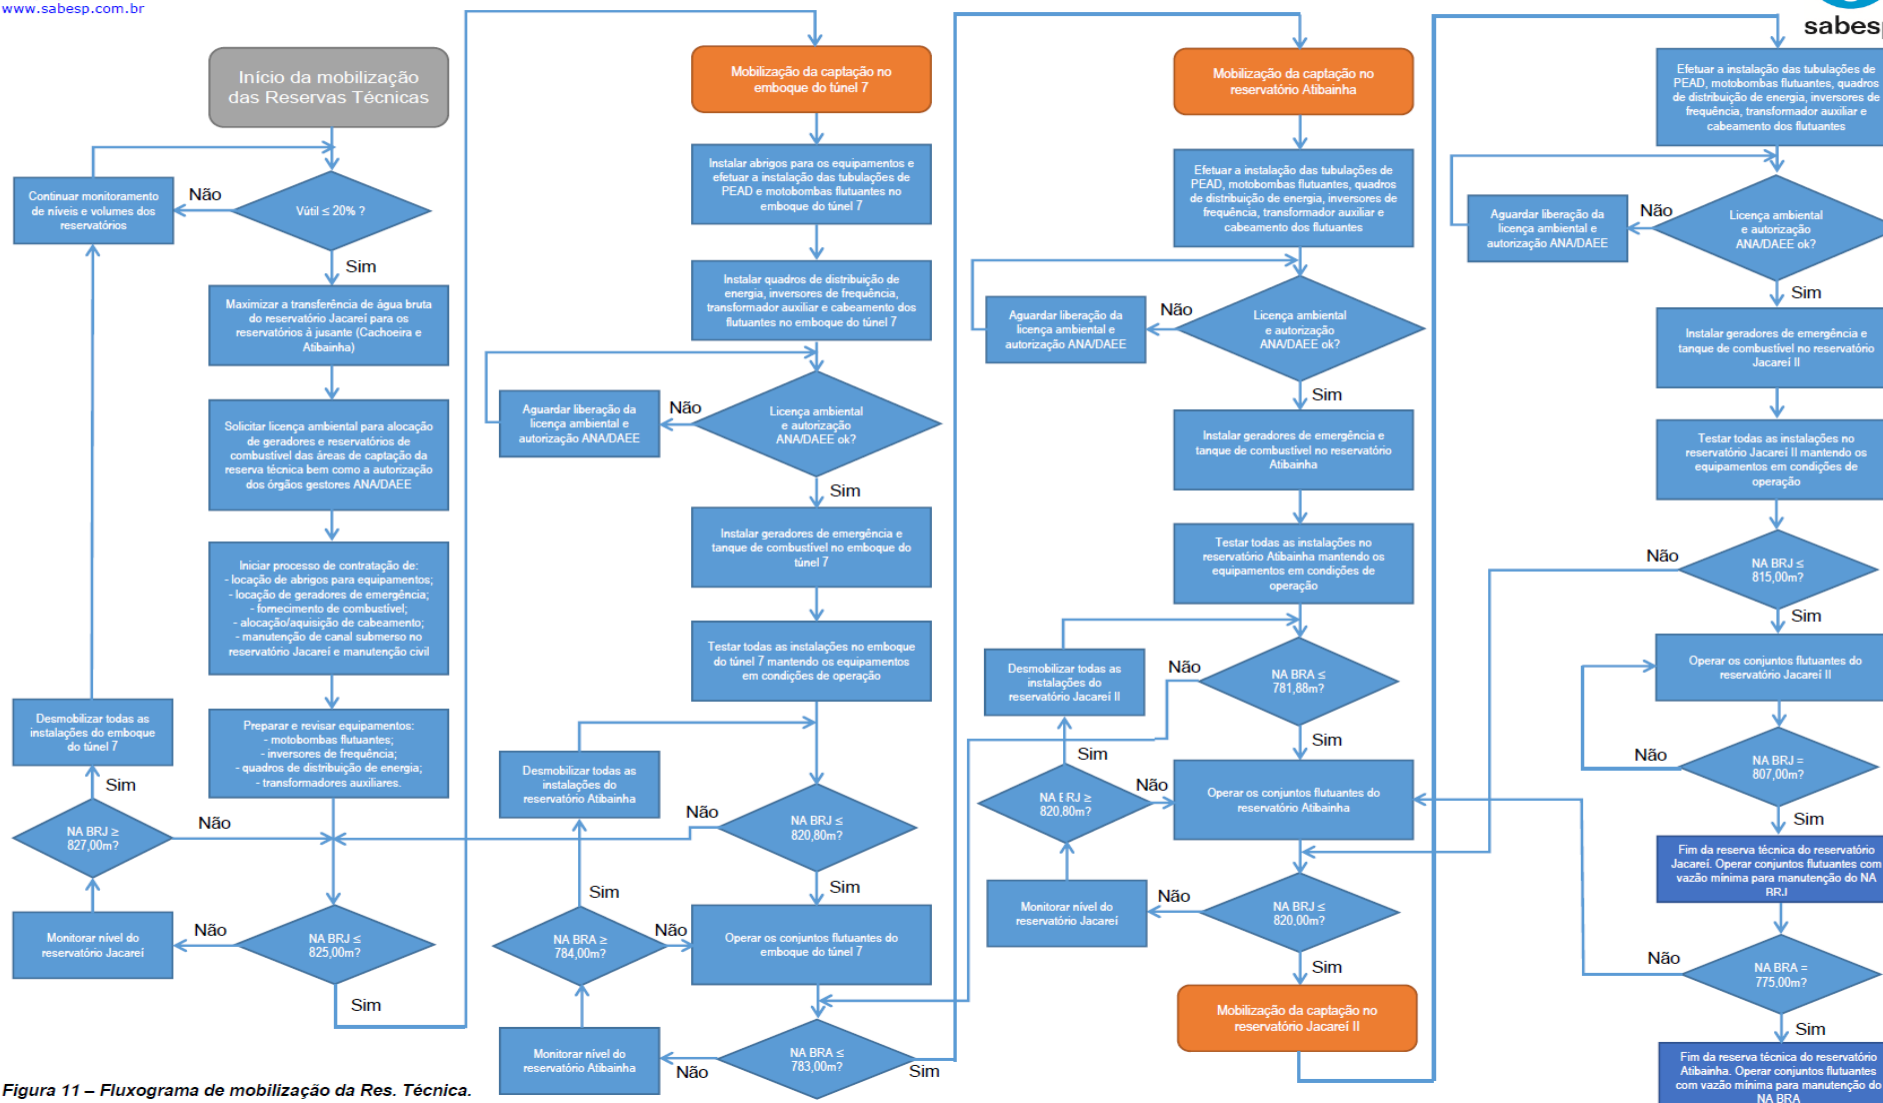 www.sabesp.com.br
sabesp
Início da mobilização
das Reservas Técnicas
Continuar monitoramento
de níveis e volumes dos
reservatórios
Não
Vútil ≤ 20% ?
Sim
Maximizar a transferência de água bruta
do reservatório Jacareí para os
reservatórios à jusante (Cachoeira e
Atibainha)
Solicitar licença ambiental para alocação
de geradores e reservatórios de
combustível das áreas de captação da
reserva técnica bem como a autorização
dos órgãos gestores ANA/DAEE
Iniciar processo de contratação de:
- locação de abrigos para equipamentos;
- locação de geradores de emergência;
- fornecimento de combustível;
- alocação/aquisição de cabeamento;
- manutenção de canal submerso no
reservatório Jacareí e manutenção civil
Desmobilizar todas as
instalações do emboque
do túnel 7
Preparar e revisar equipamentos:
- motobombas flutuantes;
- inversores de frequência;
- quadros de distribuição de energia;
- transformadores auxiliares.
Sim
NA BRJ ≥
827,00m?
Não
Monitorar nível do
reservatório Jacareí
Não
NA BRJ ≤
825,00m?
Sim
Mobilização da captação no
emboque do túnel 7
Instalar abrigos para os equipamentos e
efetuar a instalação das tubulações de
PEAD e motobombas flutuantes no
emboque do túnel 7
Instalar quadros de distribuição de
energia, inversores de frequência,
transformador auxiliar e cabeamento dos
flutuantes no emboque do túnel 7
Aguardar liberação da
licença ambiental e
autorização ANA/DAEE
Não
Licença ambiental
e autorização
ANA/DAEE ok?
Sim
Instalar geradores de emergência e
tanque de combustível no emboque do
túnel 7
Testar todas as instalações no emboque
do túnel 7 mantendo os equipamentos
em condições de operação
Desmobilizar todas as
instalações do
reservatório Atibainha
Não
NA BRJ ≤
820,80m?
Sim
Sim
NA BRA ≥
784,00m?
Não
Operar os conjuntos flutuantes do
emboque do túnel 7
Monitorar nível do
reservatório Atibainha
Não
NA BRA ≤
783,00m?
Sim
Mobilização da captação no
reservatório Atibainha
Efetuar a instalação das tubulações de
PEAD, motobombas flutuantes, quadros
de distribuição de energia, inversores de
frequência, transformador auxiliar e
cabeamento dos flutuantes
Aguardar liberação da
licença ambiental e
autorização ANA/DAEE
Não
Licença ambiental
e autorização
ANA/DAEE ok?
Sim
Instalar geradores de emergência e
tanque de combustível no reservatório
Atibainha
Testar todas as instalações no
reservatório Atibainha mantendo os
equipamentos em condições de
operação
Desmobilizar todas as
instalações do
reservatório Jacareí II
Não
NA BRA ≤
781,88m?
Sim
Sim
NA BRJ ≥
820,80m?
Não
Operar os conjuntos flutuantes do
reservatório Atibainha
Monitorar nível do
reservatório Jacareí
Não
NA BRJ ≤
820,00m?
Sim
Mobilização da captação no
reservatório Jacareí II
Efetuar a instalação das tubulações de
PEAD, motobombas flutuantes, quadros
de distribuição de energia, inversores de
frequência, transformador auxiliar e
cabeamento dos flutuantes
Aguardar liberação da
licença ambiental e
autorização ANA/DAEE
Não
Licença ambiental
e autorização
ANA/DAEE ok?
Sim
Instalar geradores de emergência e
tanque de combustível no reservatório
Jacareí II
Testar todas as instalações no
reservatório Jacareí II mantendo os
equipamentos em condições de
operação
Não
NA BRJ ≤
815,00m?
Sim
Operar os conjuntos flutuantes do
reservatório Jacareí II
Não
NA BRJ =
807,00m?
Sim
Fim da reserva técnica do reservatório
Jacareí. Operar conjuntos flutuantes com
vazão mínima para manutenção do NA
BRJ
Não
NA BRA =
775,00m?
Sim
Fim da reserva técnica do reservatório
Atibainha. Operar conjuntos flutuantes
com vazão mínima para manutenção do
NA BRA
Figura 11 – Fluxograma de mobilização da Res. Técnica.